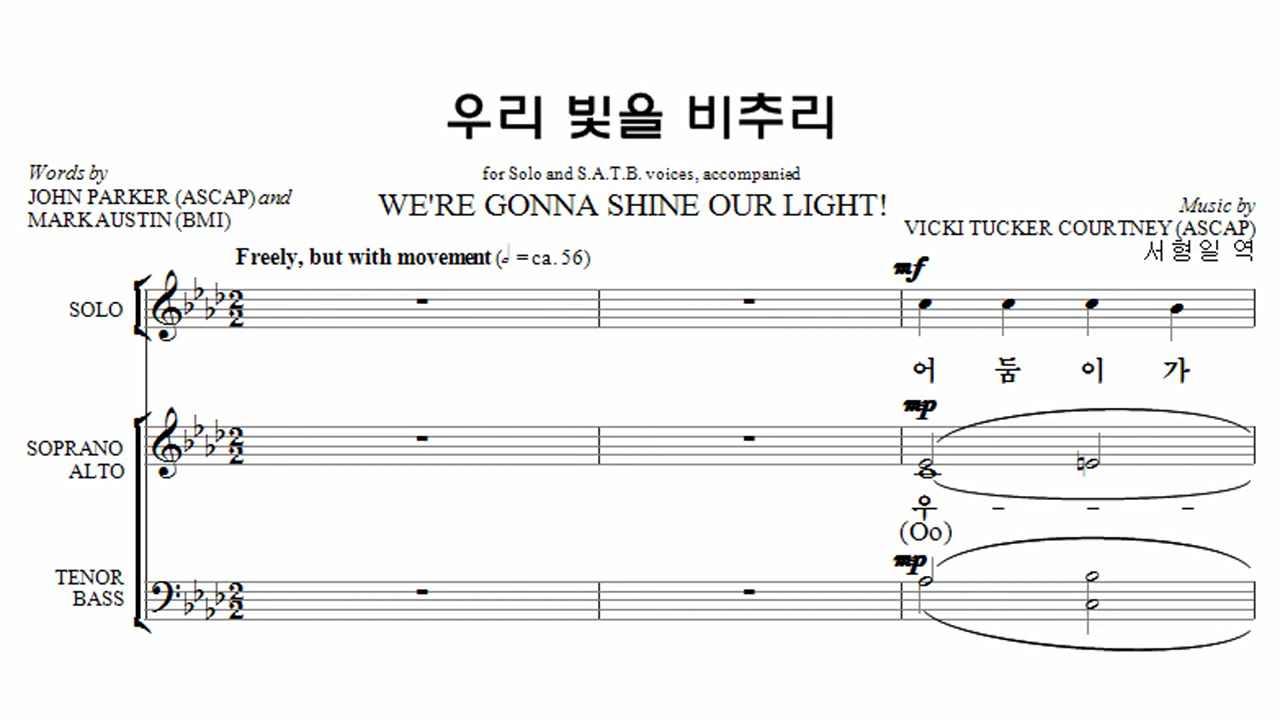 우리 빛을 비추리
Words by
JOHN PARKER (ASCAP) and
MARK AUSTIN (BMI)
for Solo and S.A.T.B. voices, accompanied
WE'RE GONNA SHINE OUR LIGHT!
Music by
VICKI TUCKER COURTNEY (ASCAP)
서형일 역
Freely, but with movement (𝅗𝅥 = ca. 56)
mf
SOLO
어 둠 이 가
mp
SOPRANO
ALTO
우 - - -
(Oo)
mp
TENOR
BASS